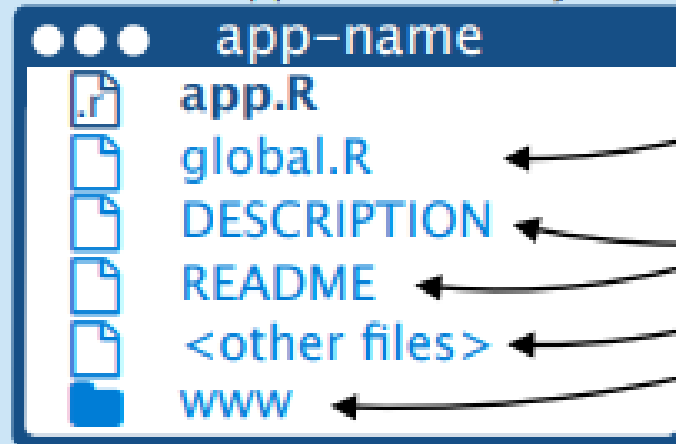 app-name
.r
app.R
global.R
DESCRIPTION
README
<other files>
www